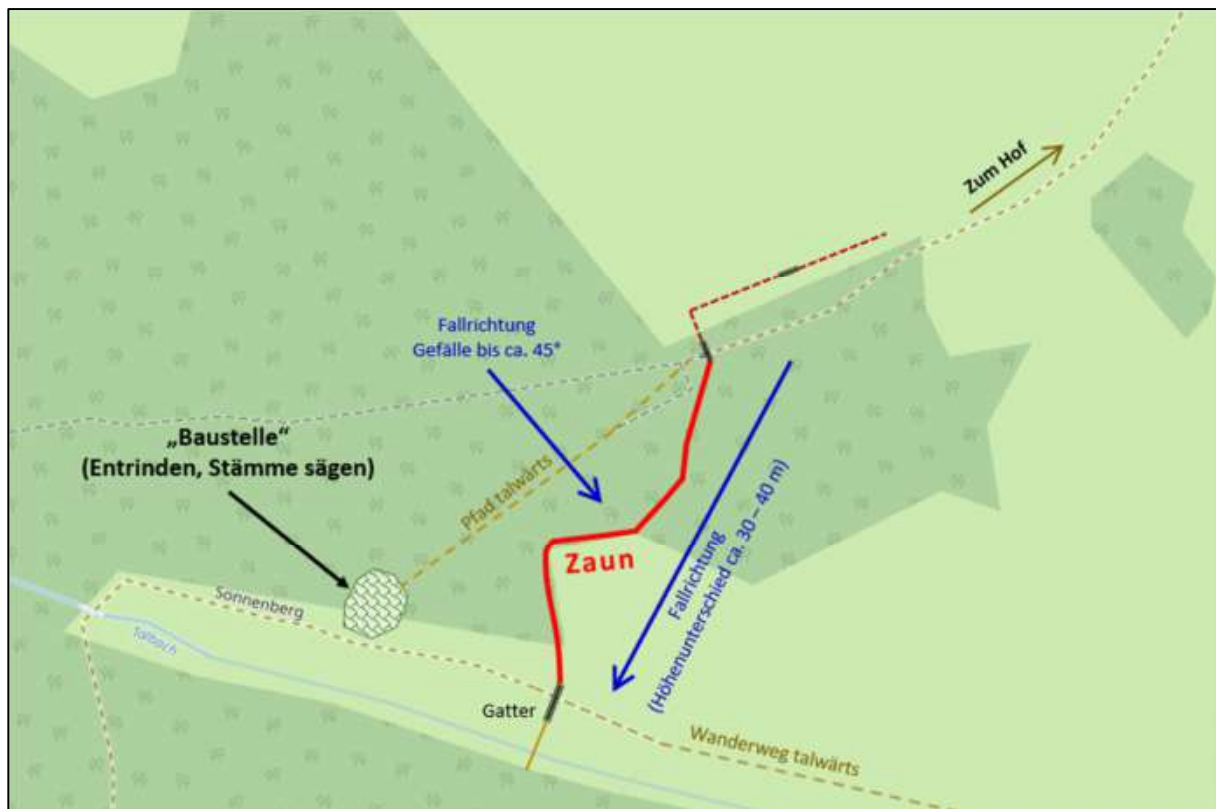 Zum Hof
Fallrichtung
Gefälle bis ca. 45°
„Baustelle“
(Entrinden, Stämme sägen)
Pfad talwärts
Zaun
Fallrichtung
(Höhenunterschied ca. 30 – 40 m)
Sonnenberg
Talbach
Gatter
Wanderweg talwärts